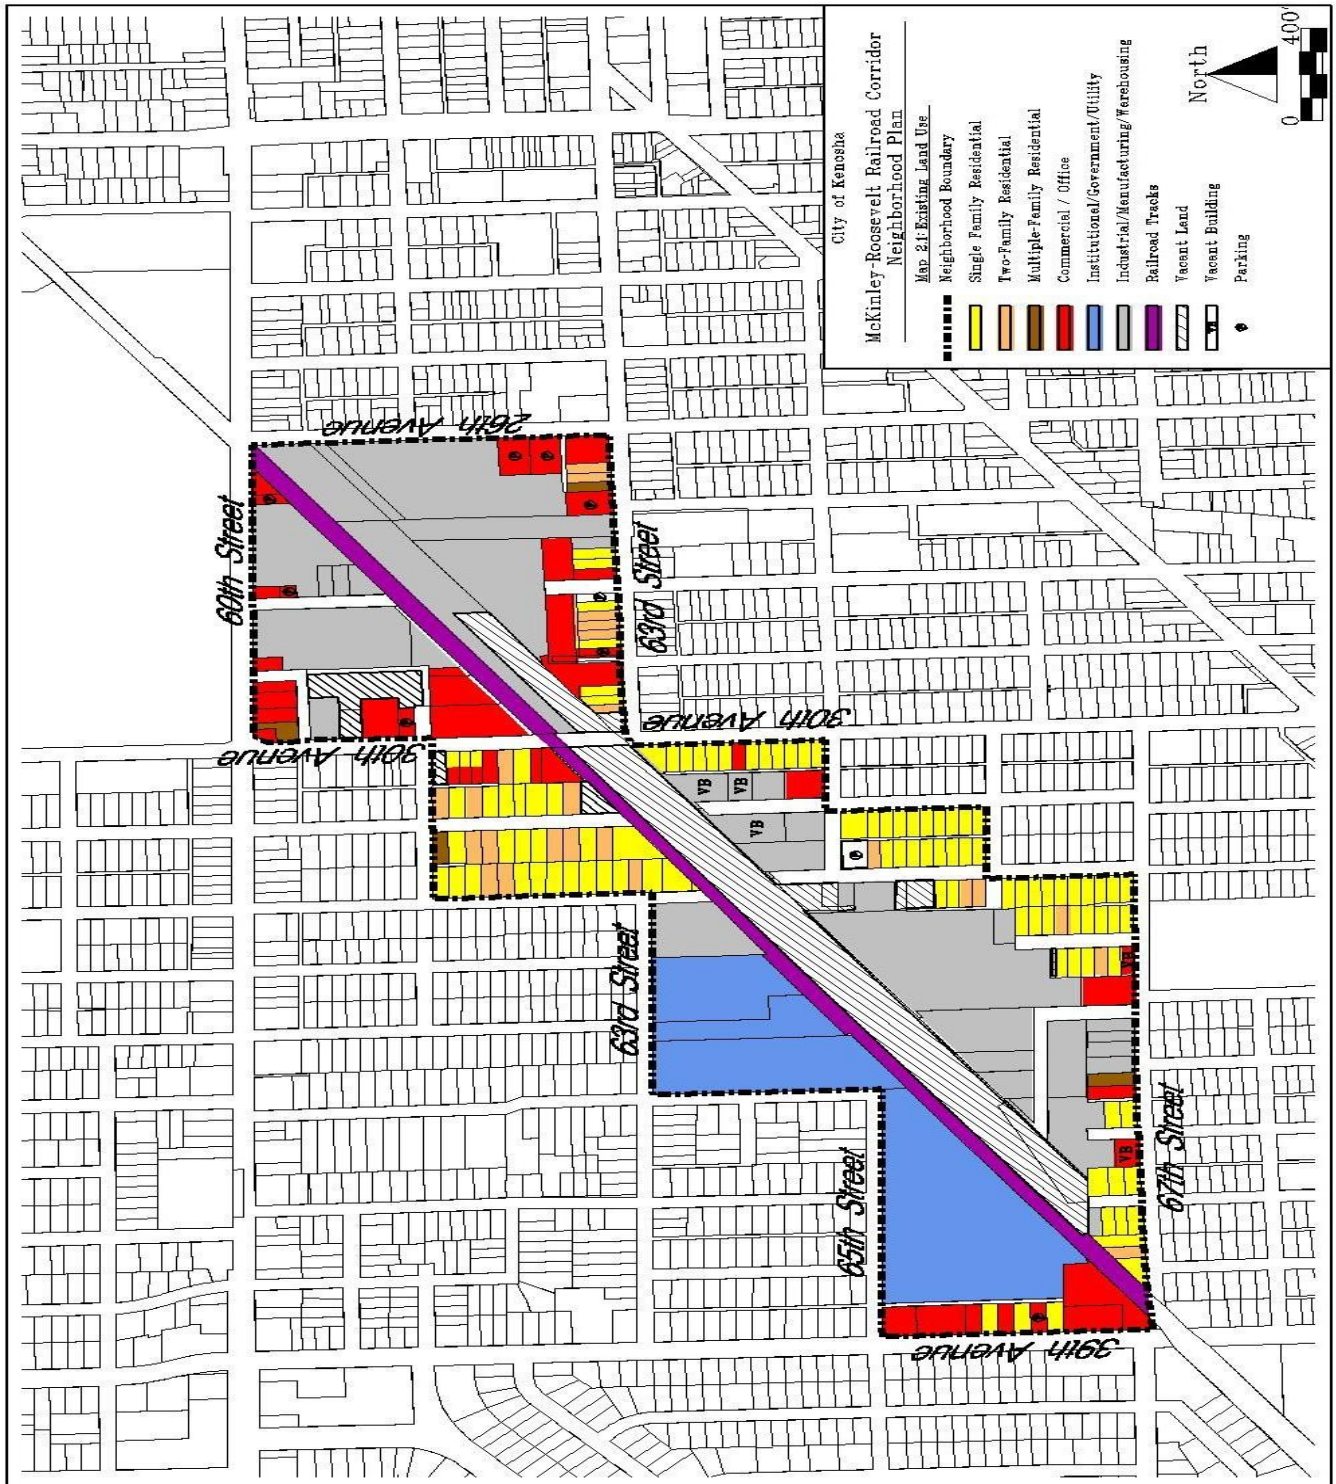 City of Kenosha
McKinley-Roosevelt Railroad Corridor
Neighborhood Plan
Map 2.1: Existing Land Use
Neighborhood Boundary
Single Family Residential
Two-Family Residential
Multiple-Family Residential
Commercial / Office
Institutional/Government/Utility
Industrial/Manufacturing/Warehousing
Railroad Tracks
Vacant Land
VB
Vacant Building
P
Parking
North
0 400'
60th Street
26th Avenue
P
P
P
P
P
P
P
P
63rd Street
30th Avenue
30th Avenue
VB
VB
VB
P
63rd Street
65th Street
67th Street
VB
VB
P
39th Avenue